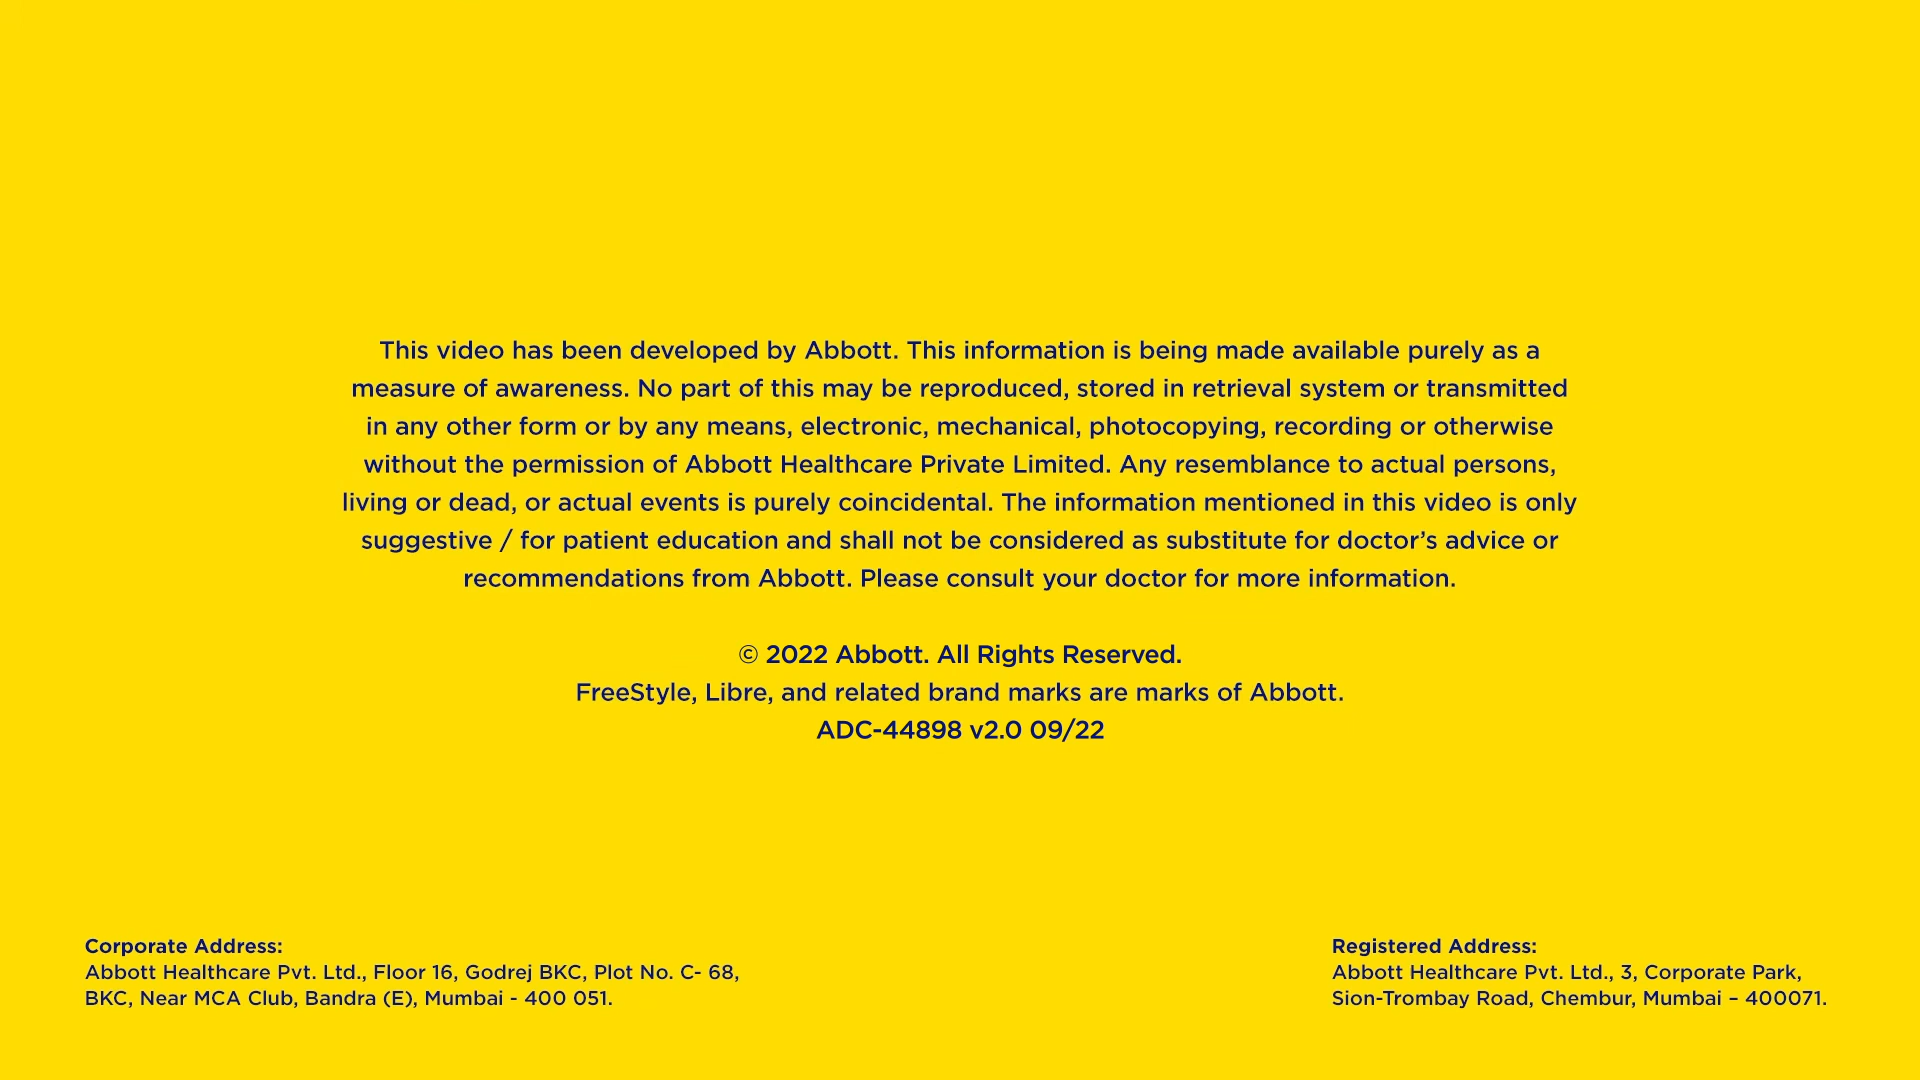 This video has been developed by Abbott. This information is being made available purely as a
measure of awareness. No part of this may be reproduced, stored in retrieval system or transmitted
in any other form or by any means, electronic, mechanical, photocopying, recording or otherwise
without the permission of Abbott Healthcare Private Limited. Any resemblance to actual persons,
living or dead, or actual events is purely coincidental. The information mentioned in this video is only
suggestive / for patient education and shall not be considered as substitute for doctor’s advice or
recommendations from Abbott. Please consult your doctor for more information.
© 2022 Abbott. All Rights Reserved.
FreeStyle, Libre, and related brand marks are marks of Abbott.
ADC-44898 v2.0 09/22
Corporate Address:
Abbott Healthcare Pvt. Ltd., Floor 16, Godrej BKC, Plot No. C- 68,
BKC, Near MCA Club, Bandra (E), Mumbai - 400 051.
Registered Address:
Abbott Healthcare Pvt. Ltd., 3, Corporate Park,
Sion-Trombay Road, Chembur, Mumbai – 400071.